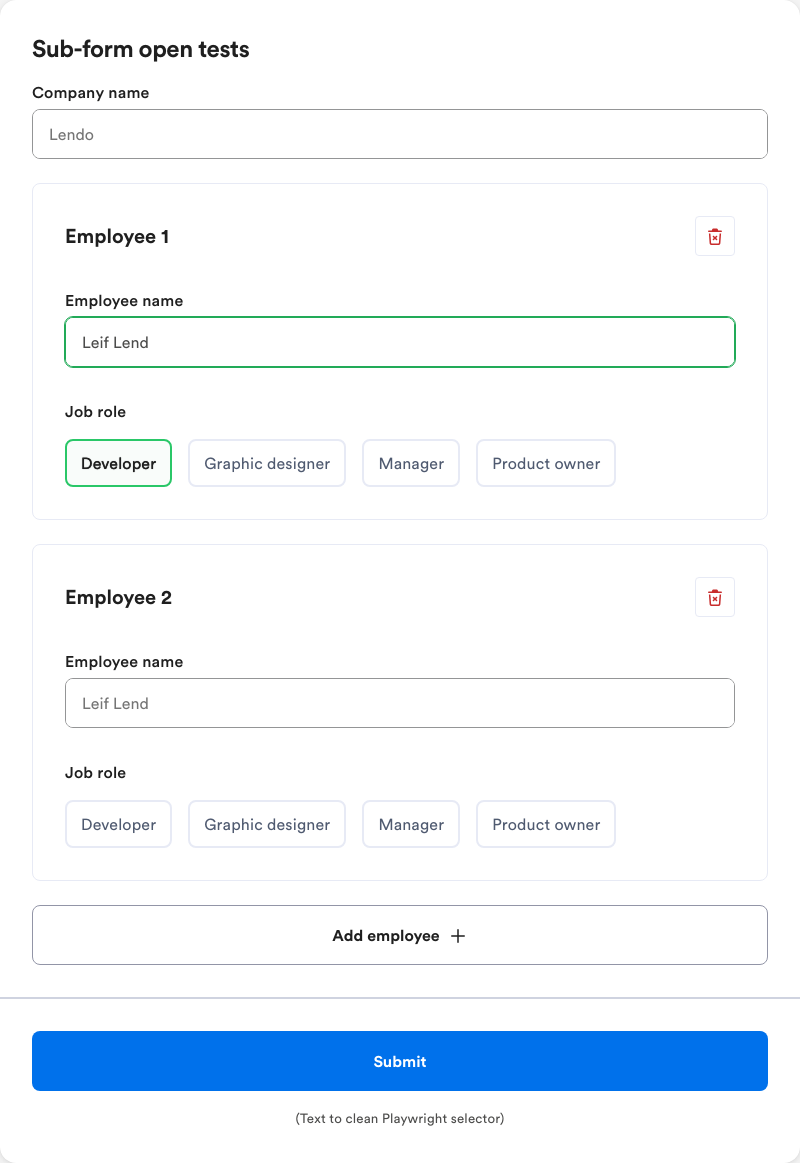 Sub-form open tests
Company name
Lendo
Employee 1
Employee name
Leif Lend
Job role
Developer Graphic designer Manager Product owner
Employee 2
Employee name
Leif Lend
Job role
Developer Graphic designer Manager Product owner
Add employee +
Submit
(Text to clean Playwright selector)